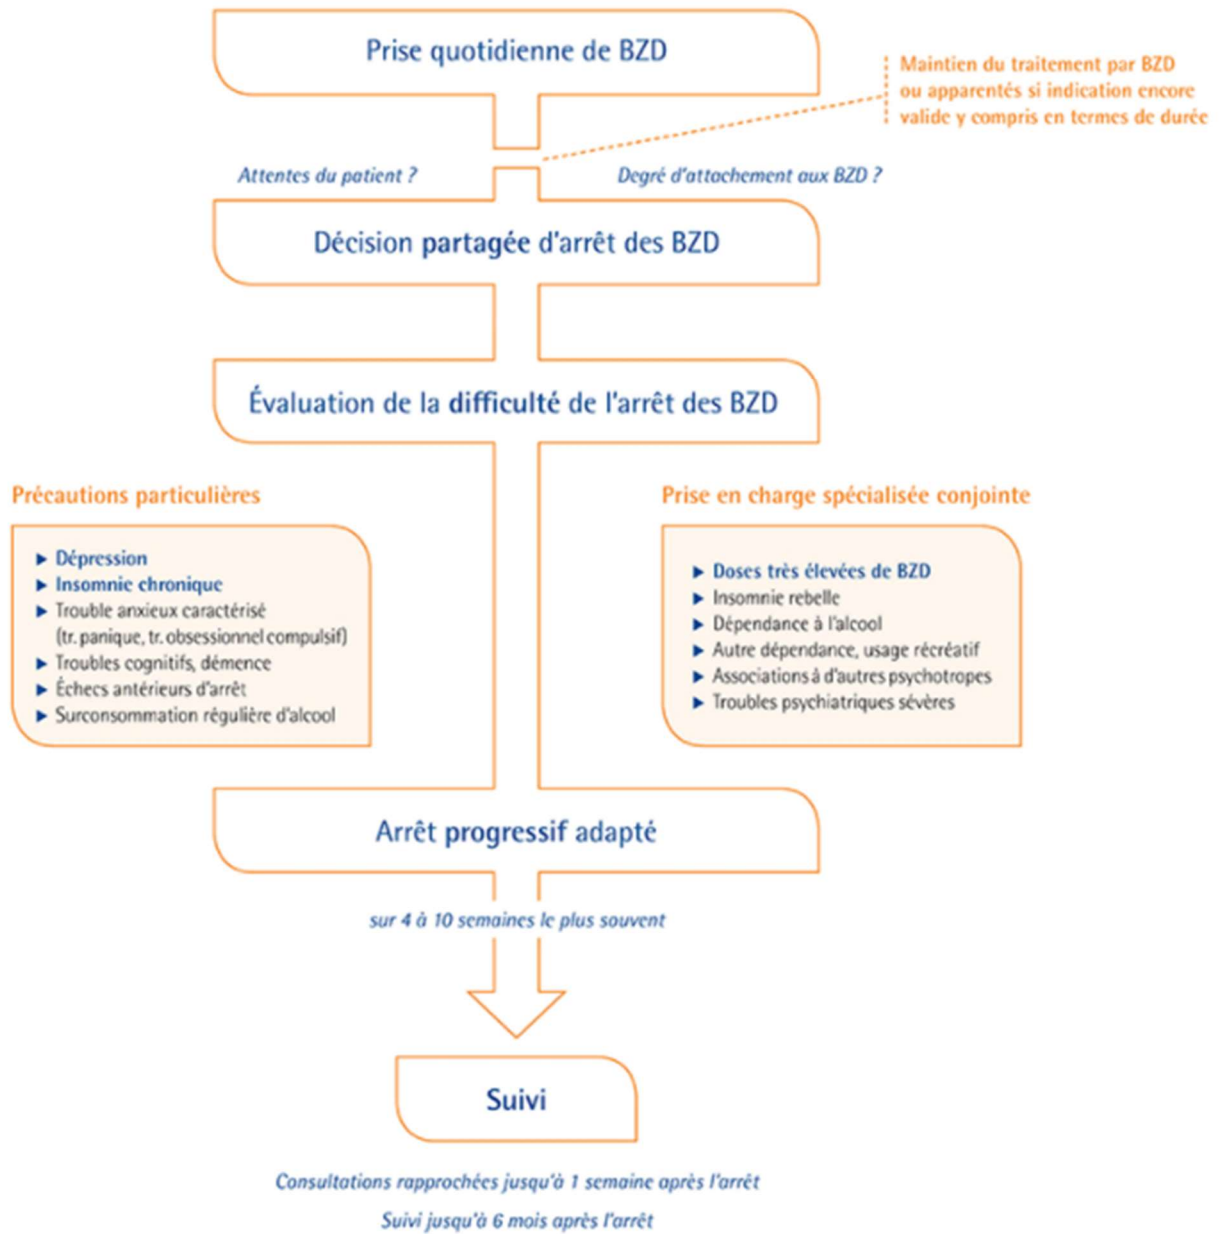 Prise quotidienne de BZD
Maintien du traitement par BZD
ou apparentés si indication encore
valide y compris en termes de durée
Attentes du patient ?
Degré d'attachement aux BZD ?
Décision partagée d'arrêt des BZD
Évaluation de la difficulté de l'arrêt des BZD
Précautions particulières
► Dépression
► Insomnie chronique
► Trouble anxieux caractérisé
(tr. panique, tr. obsessionnel compulsif)
► Troubles cognitifs, démence
► Échecs antérieurs d'arrêt
► Surconsommation régulière d'alcool
Prise en charge spécialisée conjointe
► Doses très élevées de BZD
► Insomnie rebelle
► Dépendance à l'alcool
► Autre dépendance, usage récréatif
► Associations à d'autres psychotropes
► Troubles psychiatriques sévères
Arrêt progressif adapté
sur 4 à 10 semaines le plus souvent
Suivi
Consultations rapprochées jusqu'à 1 semaine après l'arrêt
Suivi jusqu'à 6 mois après l'arrêt